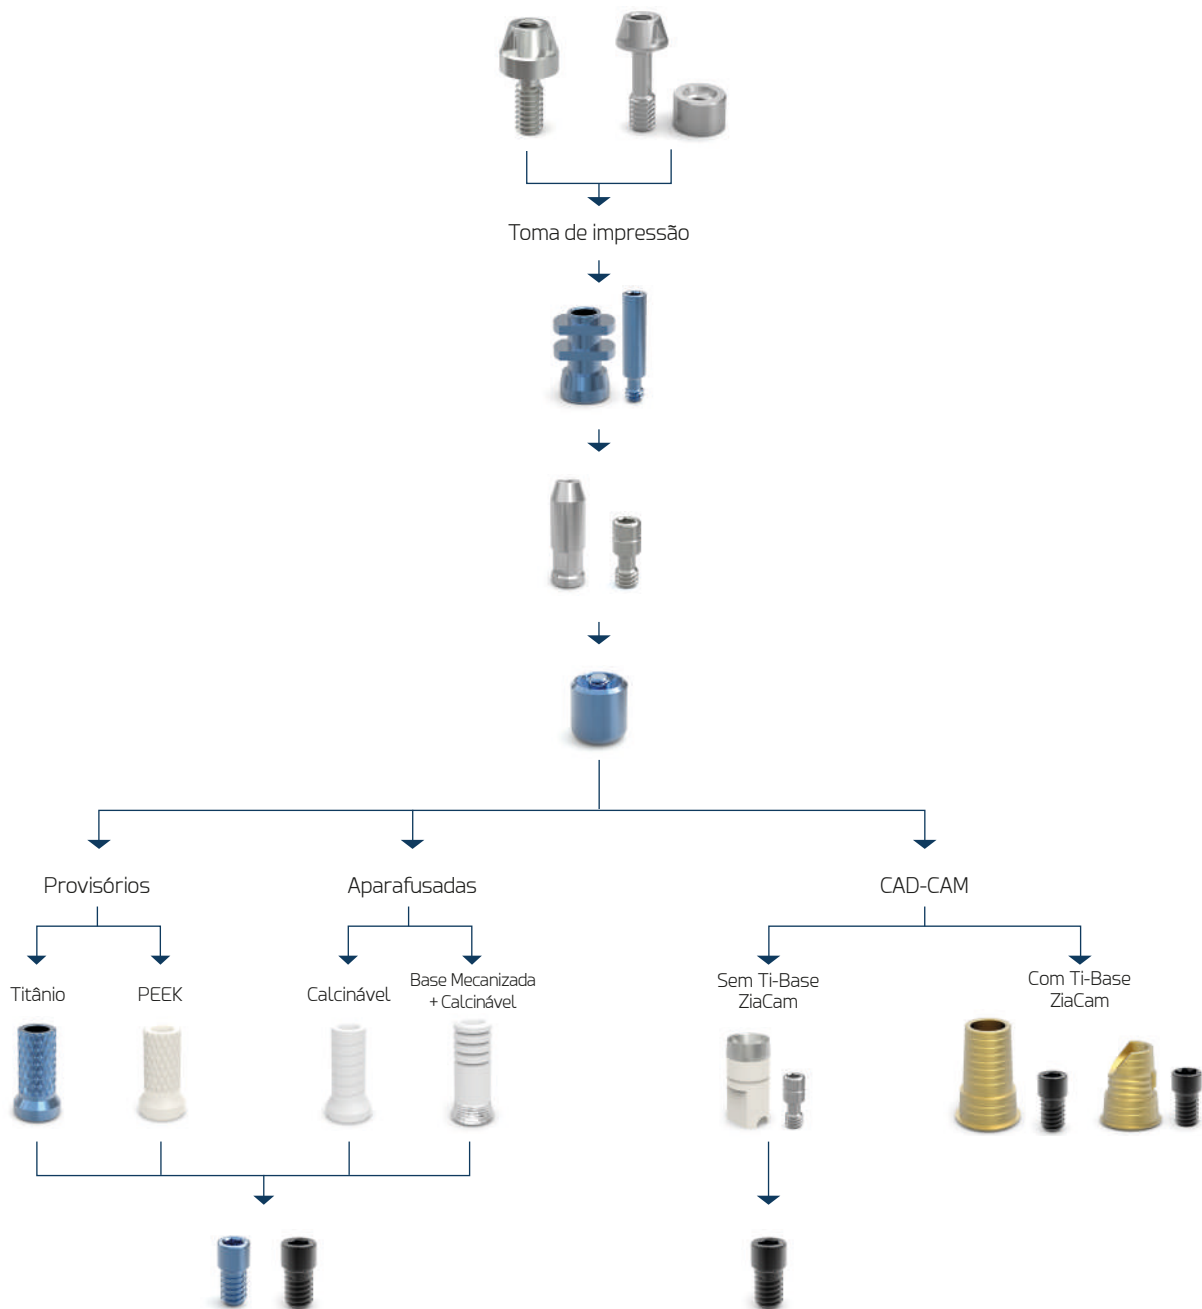 Toma de impressão
Provisórios
Aparafusadas
CAD-CAM
Titânio
PEEK
Calcinável
Base Mecanizada
+ Calcinável
Sem Ti-Base
ZiaCam
Com Ti-Base
ZiaCam